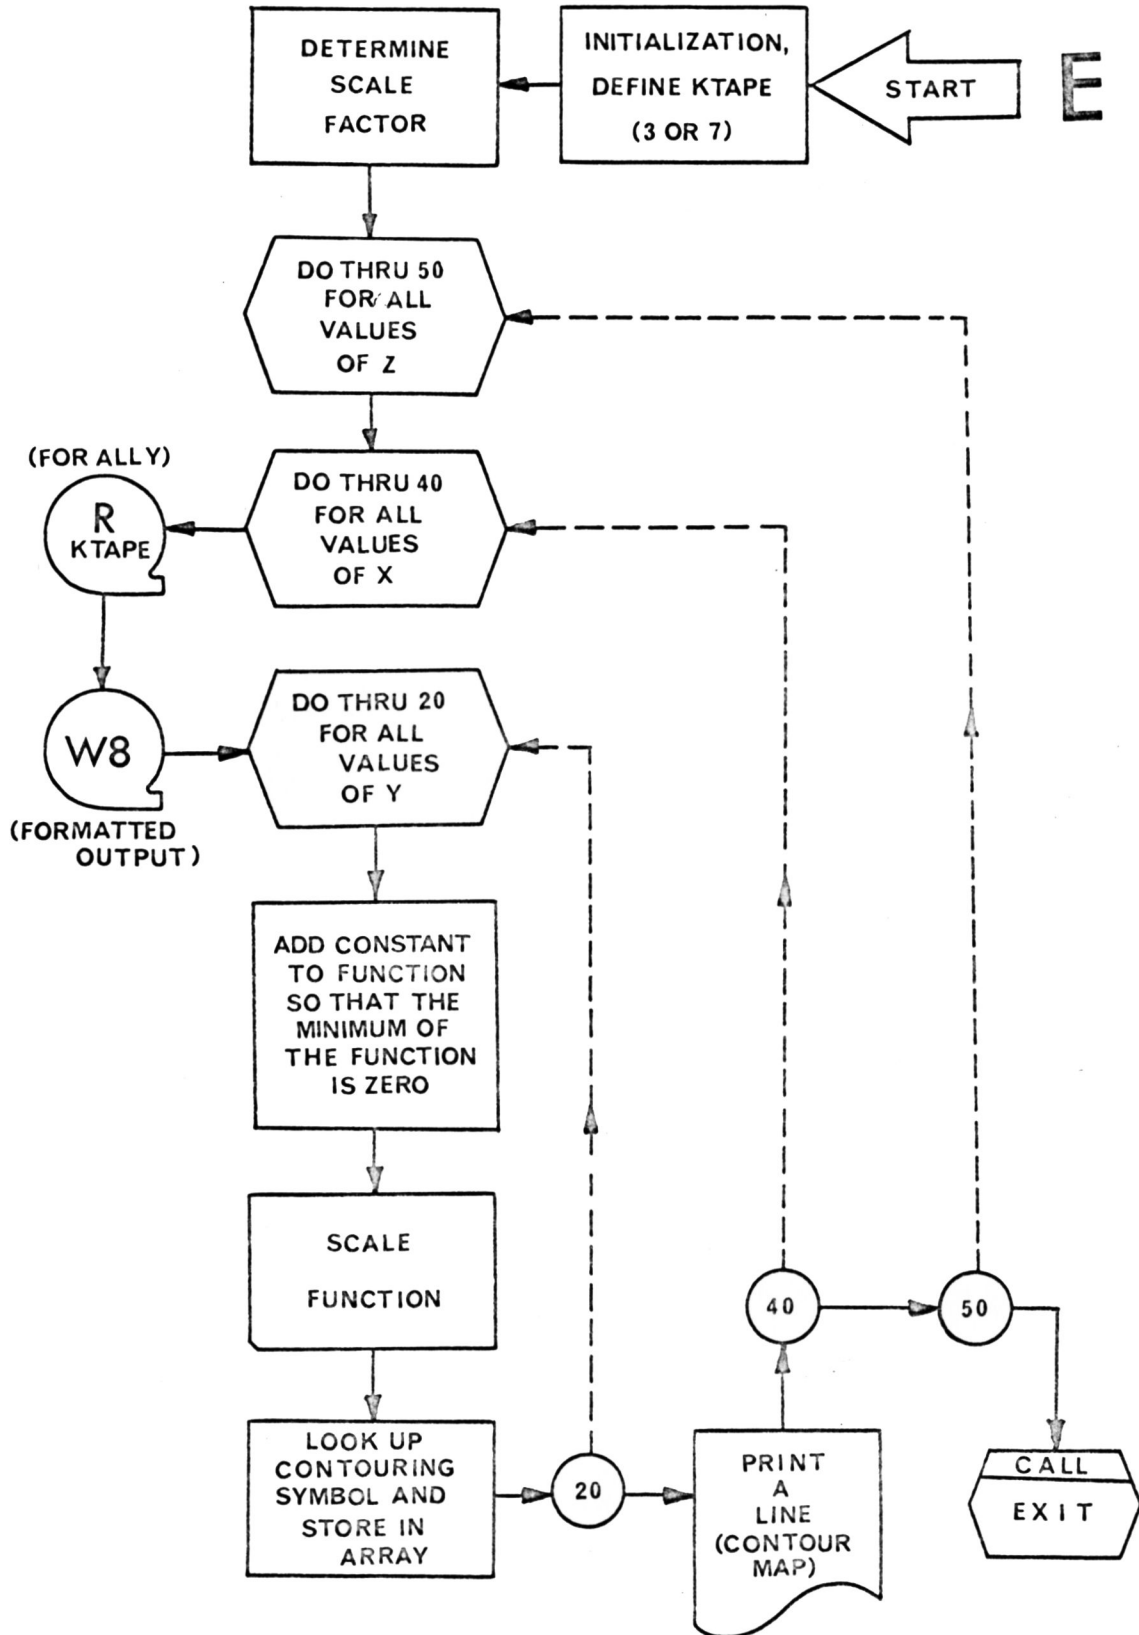 E
START
INITIALIZATION,
DEFINE KTAPE
(3 OR 7)
DETERMINE
SCALE
FACTOR
DO THRU 50
FOR ALL
VALUES
OF Z
DO THRU 40
FOR ALL
VALUES
OF X
(FOR ALL Y)
R
KTAPE
W8
(FORMATTED
OUTPUT)
DO THRU 20
FOR ALL
VALUES
OF Y
ADD CONSTANT
TO FUNCTION
SO THAT THE
MINIMUM OF
THE FUNCTION
IS ZERO
SCALE
FUNCTION
LOOK UP
CONTOURING
SYMBOL AND
STORE IN
ARRAY
20
PRINT
A
LINE
(CONTOUR
MAP)
40
50
CALL
EXIT